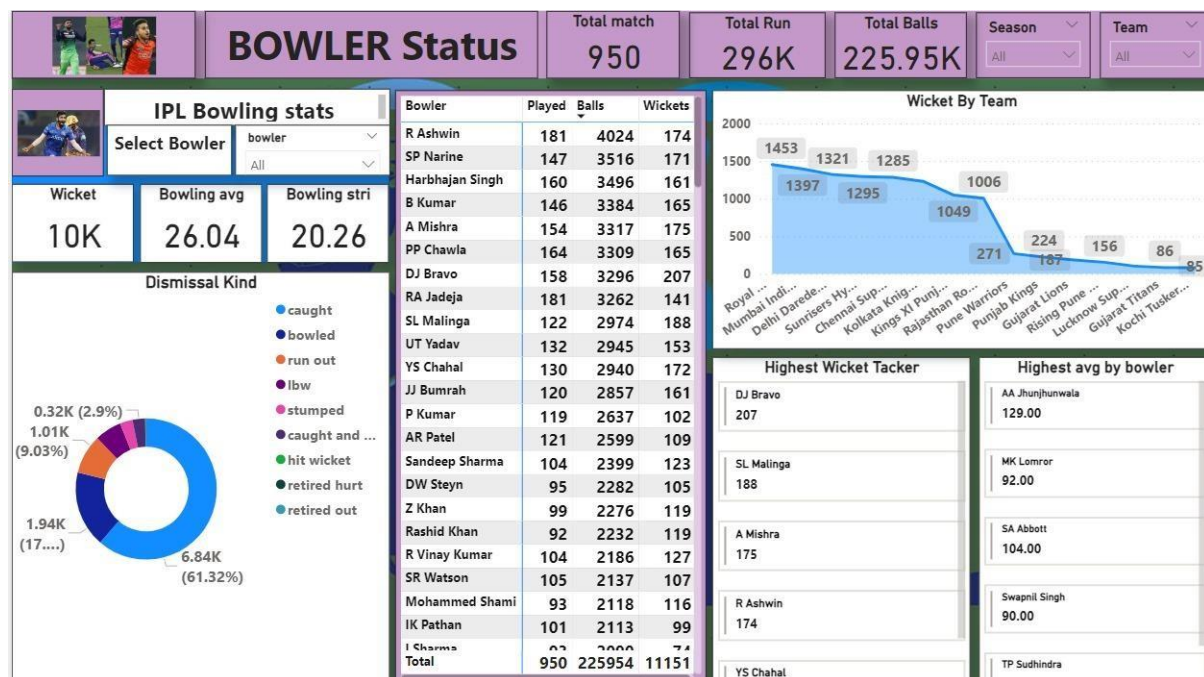 BOWLER Status
Total match
950
Total Run
296K
Total Balls
225.95K
Season
All
Team
All
IPL Bowling stats
Select Bowler
bowler
All
Wicket
10K
Bowling avg
26.04
Bowling stri
20.26
Dismissal Kind
caught
bowled
run out
lbw
stumped
caught and ...
hit wicket
retired hurt
retired out
0.32K (2.9%)
1.01K
(9.03%)
1.94K
(17....)
6.84K
(61.32%)
Bowler Played Balls Wickets
R Ashwin 181 4024 174
SP Narine 147 3516 171
Harbhajan Singh 160 3496 161
B Kumar 146 3384 165
A Mishra 154 3317 175
PP Chawla 164 3309 165
DJ Bravo 158 3296 207
RA Jadeja 181 3262 141
SL Malinga 122 2974 188
UT Yadav 132 2945 153
YS Chahal 130 2940 172
JJ Bumrah 120 2857 161
P Kumar 119 2637 102
AR Patel 121 2599 109
Sandeep Sharma 104 2399 123
DW Steyn 95 2282 105
Z Khan 99 2276 119
Rashid Khan 92 2232 119
R Vinay Kumar 104 2186 127
SR Watson 105 2137 107
Mohammed Shami 93 2118 116
IK Pathan 101 2113 99
Total 950 225954 11151
Wicket By Team
2000
1500
1000
500
0
1453
1397
1321
1295
1285
1049
1006
271
224
187
156
86
85
Royal ...
Mumbai Indi...
Delhi Darede...
Sunrisers Hy...
Chennai Sup...
Kolkata Knig...
Kings XI Punj...
Rajasthan Ro...
Pune Warriors
Punjab Kings
Gujarat Lions
Rising Pune ...
Lucknow Sup...
Gujarat Titans
Kochi Tusker...
Highest Wicket Tacker
DJ Bravo
207
SL Malinga
188
A Mishra
175
R Ashwin
174
YS Chahal
Highest avg by bowler
AA Jhunjhunwala
129.00
MK Lomror
92.00
SA Abbott
104.00
Swapnil Singh
90.00
TP Sudhindra